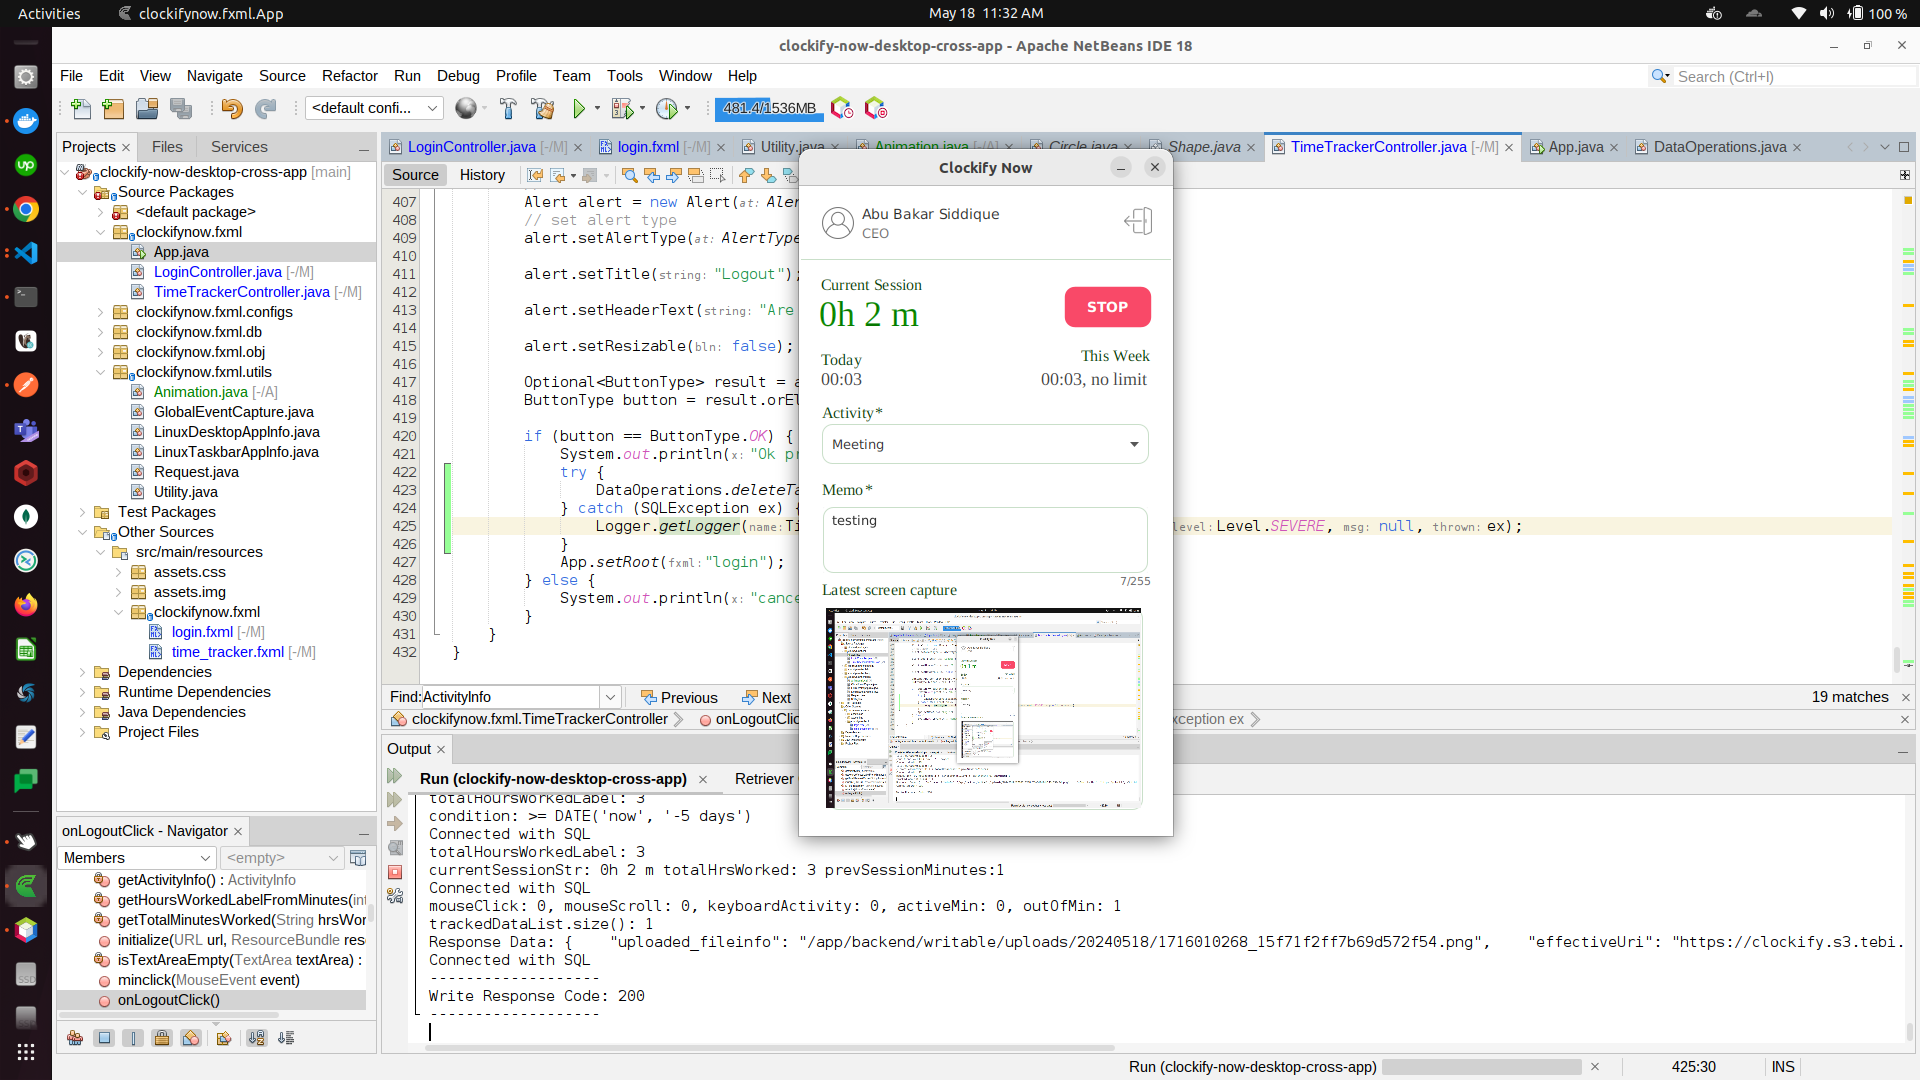 Activities
clockifynow.fxml.App
May 18  11:32 AM
100 %
clockify-now-desktop-cross-app - Apache NetBeans IDE 18
File Edit View Navigate Source Refactor Run Debug Profile Team Tools Window Help
Search (Ctrl+I)
<default confi...
481.4/1536MB
Projects
Files
Services
clockify-now-desktop-cross-app [main]
Source Packages
<default package>
clockifynow.fxml
App.java
LoginController.java [-/M]
TimeTrackerController.java [-/M]
clockifynow.fxml.configs
clockifynow.fxml.db
clockifynow.fxml.obj
clockifynow.fxml.utils
Animation.java [-/A]
GlobalEventCapture.java
LinuxDesktopAppInfo.java
LinuxTaskbarAppInfo.java
Request.java
Utility.java
Test Packages
Other Sources
src/main/resources
assets.css
assets.img
clockifynow.fxml
login.fxml [-/M]
time_tracker.fxml [-/M]
Dependencies
Runtime Dependencies
Java Dependencies
Project Files
onLogoutClick - Navigator
Members
<empty>
getActivityInfo() : ActivityInfo
getHoursWorkedLabelFromMinutes(int
getTotalMinutesWorked(String hrsWor
initialize(URL url, ResourceBundle res
isTextAreaEmpty(TextArea textArea) :
minclick(MouseEvent event)
onLogoutClick()
LoginController.java [-/M]
login.fxml [-/M]
Utility.java
Animation.java [-/A]
Circle.java
Shape.java
TimeTrackerController.java [-/M]
App.java
DataOperations.java
Source
History
407 Alert alert = new Alert(at: Aler
408 // set alert type
409 alert.setAlertType(at: AlertType
410
411 alert.setTitle(string: "Logout");
412
413 alert.setHeaderText(string: "Are
414
415 alert.setResizable(bln: false);
416
417 Optional<ButtonType> result = a
418 ButtonType button = result.orEl
419
420 if (button == ButtonType.OK) {
421 System.out.println(x: "Ok pr
422 try {
423 DataOperations.deleteTa
424 } catch (SQLException ex) {
425 Logger.getLogger(name:Ti level: Level.SEVERE, msg: null, thrown: ex);
426 }
427 App.setRoot(fxml:"login");
428 } else {
429 System.out.println(x: "cance
430 }
431 }
432 }
Find: ActivityInfo
Previous
Next
19 matches
clockifynow.fxml.TimeTrackerController
onLogoutClic
xception ex
Output
Run (clockify-now-desktop-cross-app)
Retriever
totalHoursWorkedLabel: 3
condition: >= DATE('now', '-5 days')
Connected with SQL
totalHoursWorkedLabel: 3
currentSessionStr: 0h 2 m totalHrsWorked: 3 prevSessionMinutes:1
Connected with SQL
mouseClick: 0, mouseScroll: 0, keyboardActivity: 0, activeMin: 0, outOfMin: 1
trackedDataList.size(): 1
Response Data: {    "uploaded_fileinfo": "/app/backend/writable/uploads/20240518/1716010268_15f71f2ff7b69d572f54.png",    "effectiveUri": "https://clockify.s3.tebi.
Connected with SQL
-------------------
Write Response Code: 200
-------------------
Clockify Now
Abu Bakar Siddique
CEO
Current Session
0h 2 m
STOP
Today
00:03
This Week
00:03, no limit
Activity*
Meeting
Memo*
testing
7/255
Latest screen capture
Run (clockify-now-desktop-cross-app)
425:30
INS